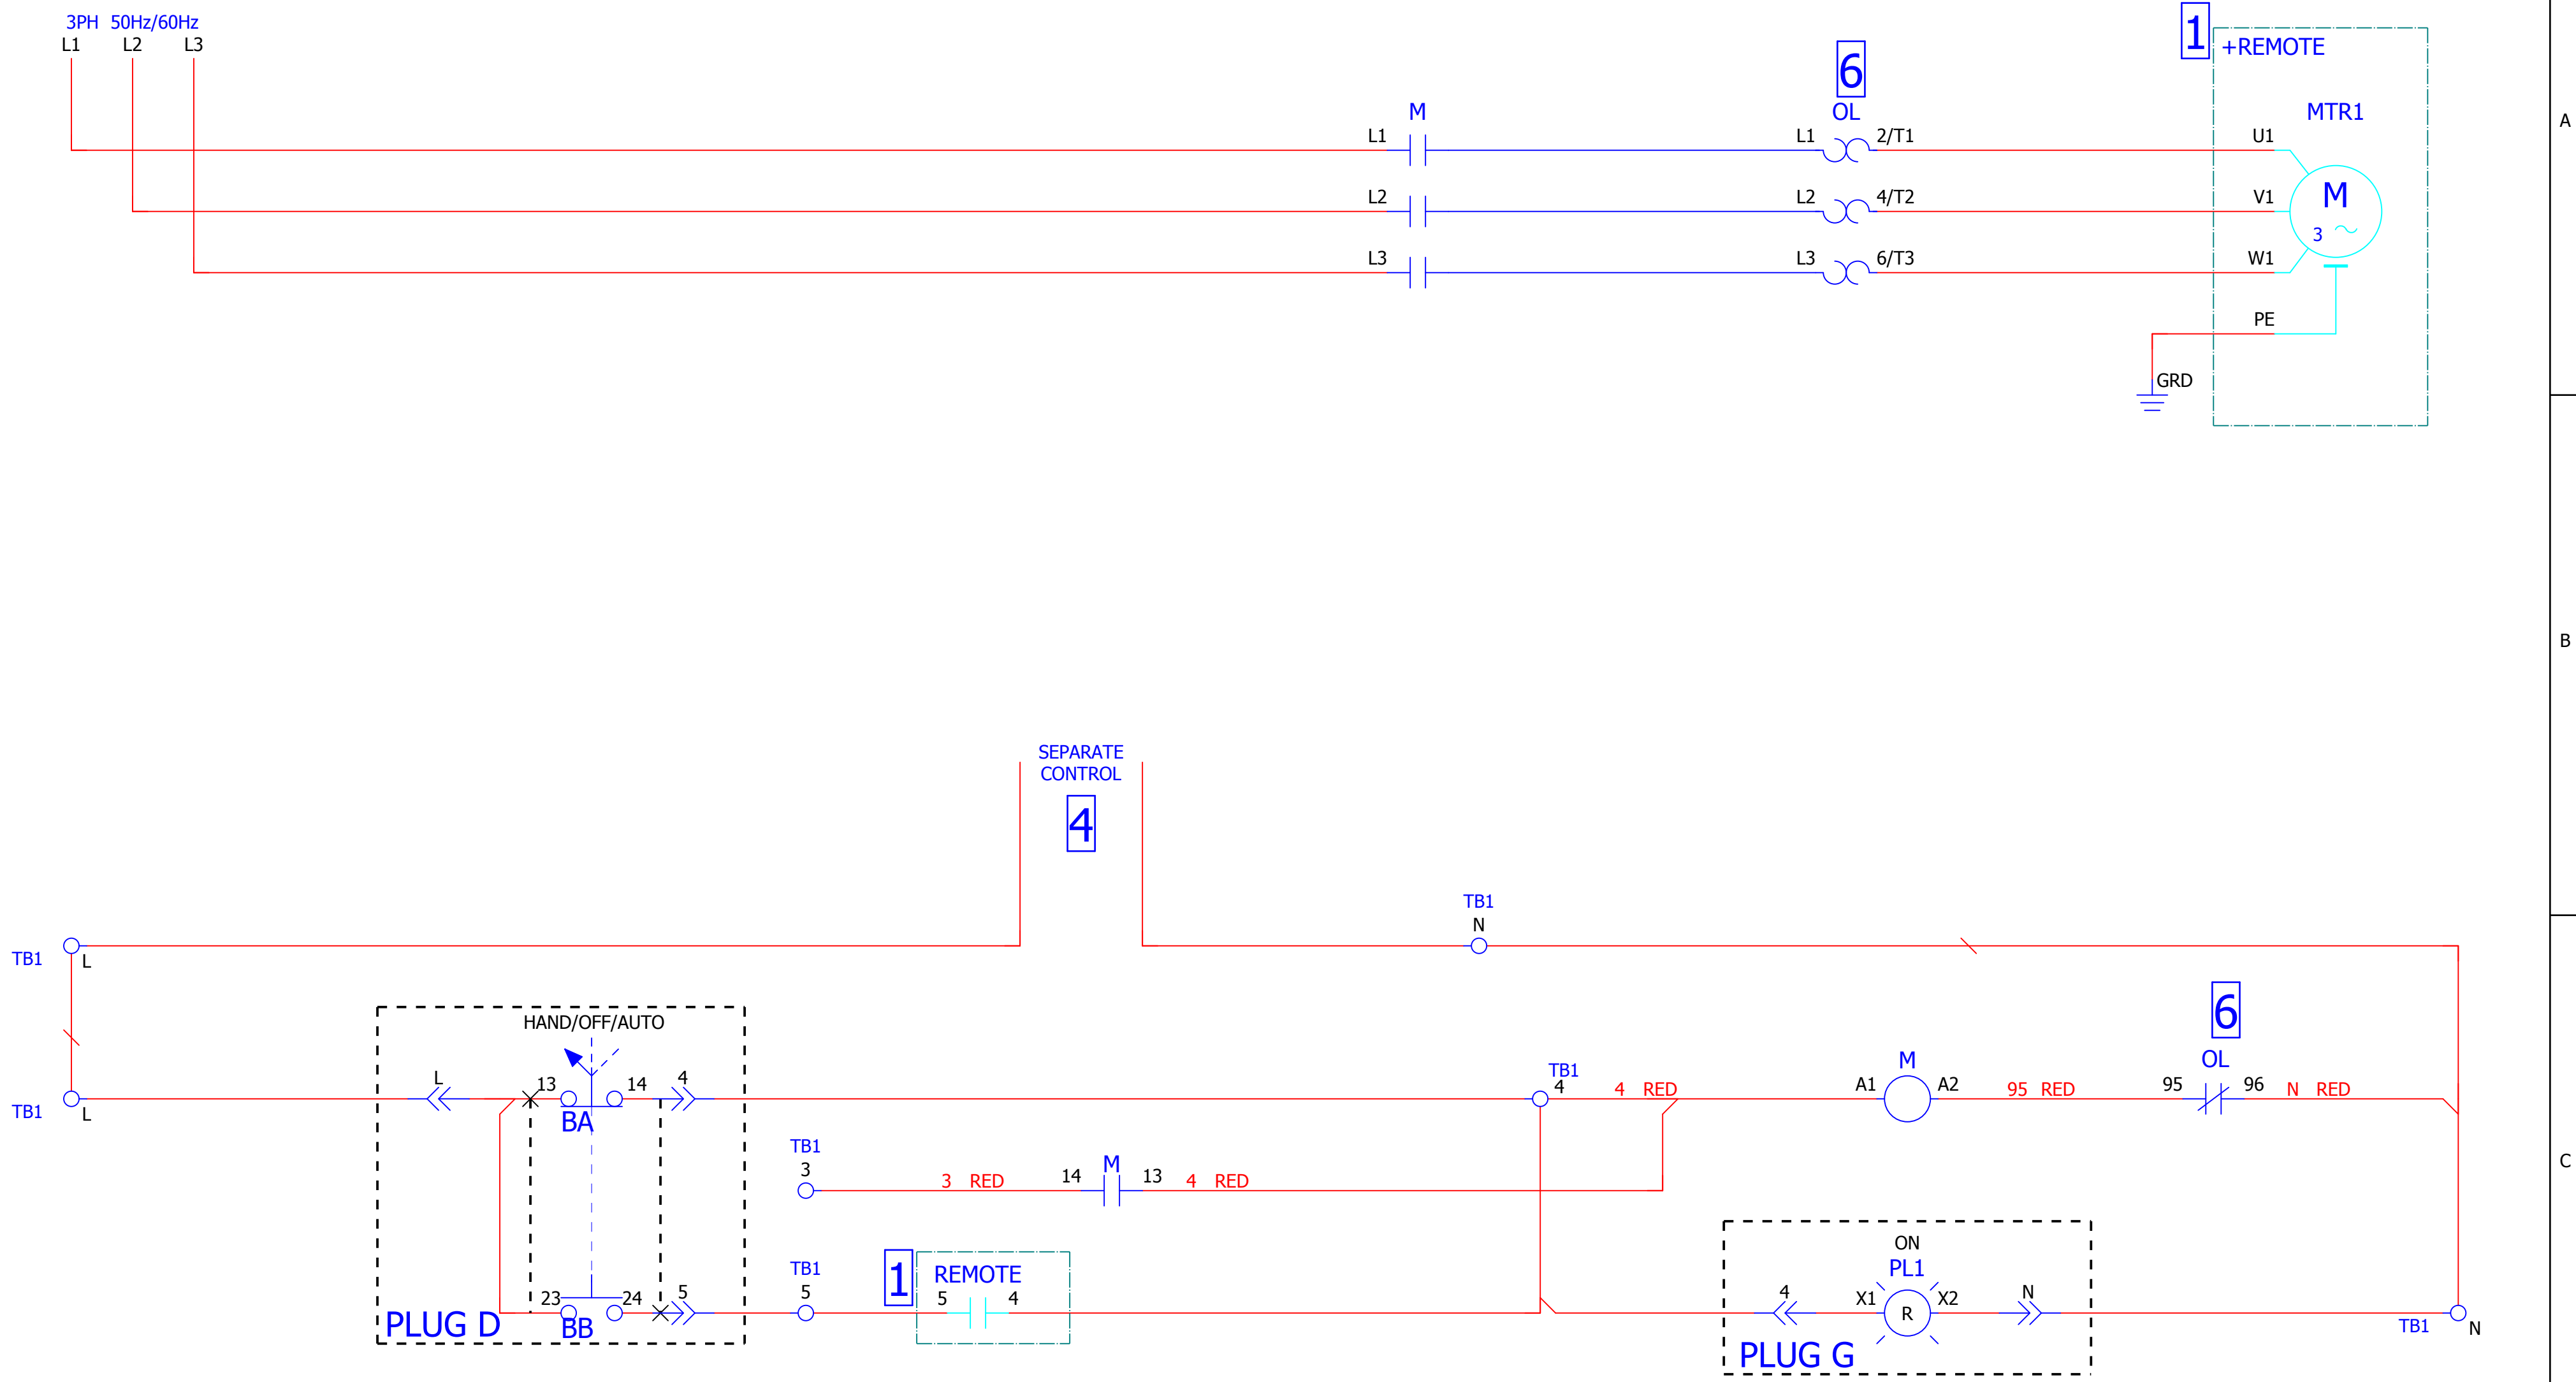 3PH 50Hz/60Hz
L1 L2 L3
1
+REMOTE
6
M
OL
MTR1
A
L1
L1
2/T1
U1
L2
L2
4/T2
V1
M
3
L3
L3
6/T3
W1
PE
GRD
B
SEPARATE
CONTROL
4
TB1
N
TB1
L
6
HAND/OFF/AUTO
OL
TB1
L
L
13
14
4
BA
TB1
4
4 RED
M
A1
A2
95 RED
95
96
N RED
TB1
3
3 RED
14
M
13
4 RED
C
TB1
5
1
REMOTE
5
4
23
24
5
BB
PLUG D
ON
PL1
4
X1
R
X2
N
PLUG G
TB1
N